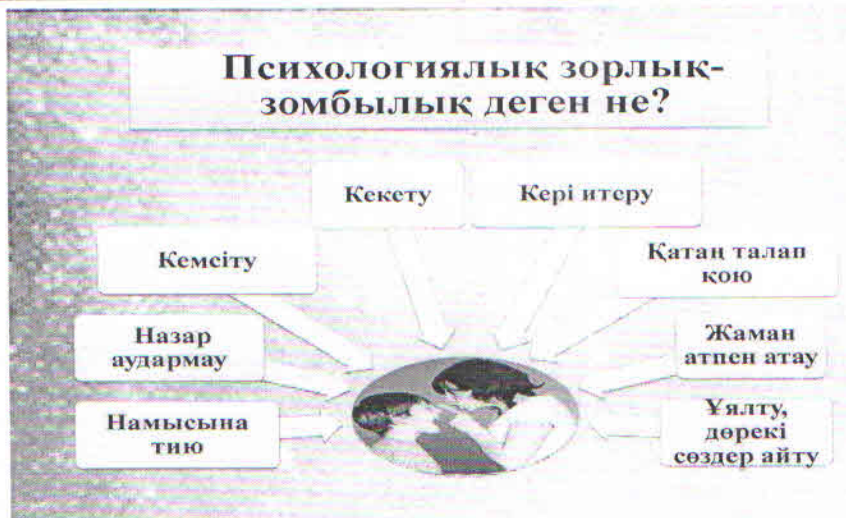 Психологиялық зорлық-
зомбылық деген не?
Кекету
Кері итеру
Кемсіту
Қатаң талап
қою
Назар
аудармау
Жаман
атпен атау
Намысына
тию
Ұялту,
дөрекі
сөздер айту